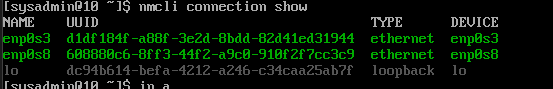 [sysadmin@10 ~]$ nmcli connection show
NAME UUID TYPE DEVICE
enp0s3 d1df184f-a88f-3e2d-8bdd-82d41ed31944 ethernet enp0s3
enp0s8 608880c6-8ff3-44f2-a9c0-910f2f7cc3c9 ethernet enp0s8
lo dc94b614-befa-4212-a246-c34caa25ab7f loopback lo
[sysadmin@10 ~]$ ip a